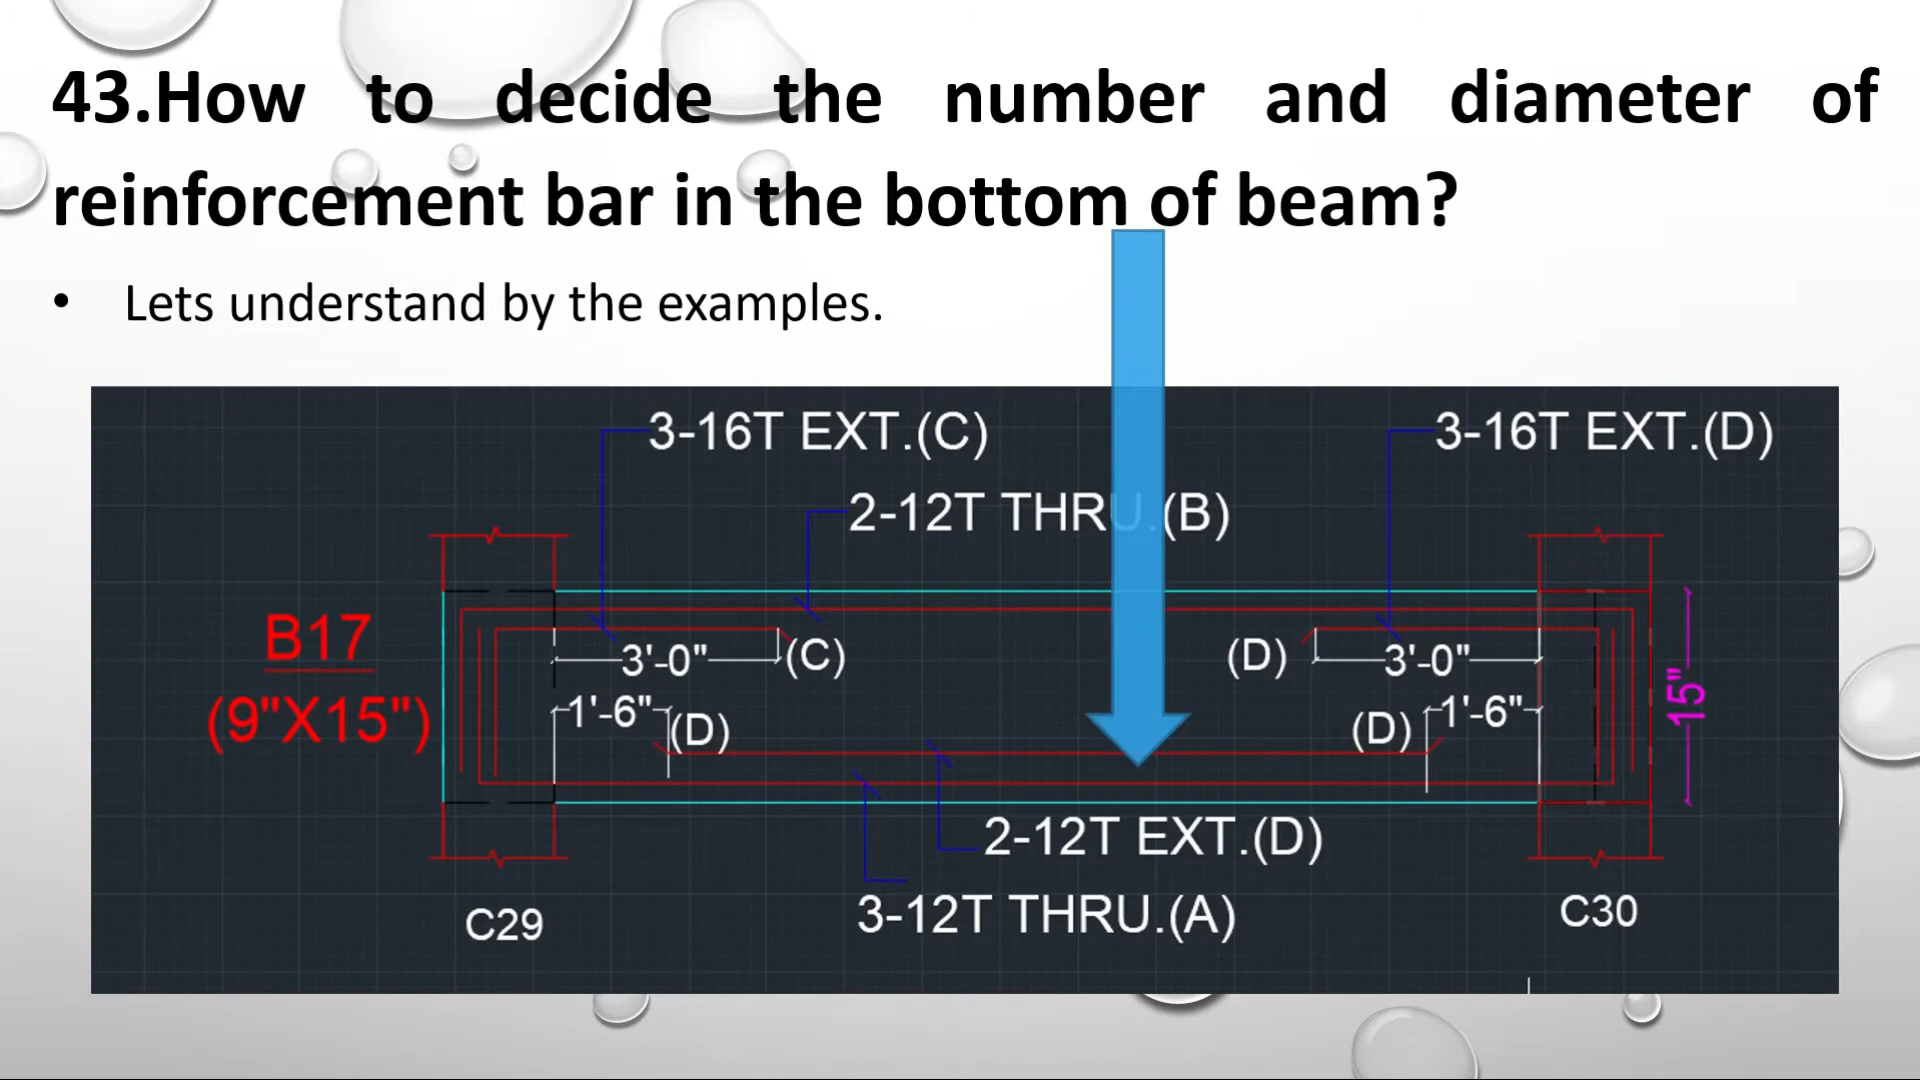 43.How to decide the number and diameter of
reinforcement bar in the bottom of beam?
• Lets understand by the examples.
3-16T EXT.(C)
3-16T EXT.(D)
2-12T THRU.(B)
B17
(9"X15")
3'-0"
(C)
(D)
3'-0"
1'-6"
(D)
(D)
1'-6"
15"
2-12T EXT.(D)
3-12T THRU.(A)
C29
C30